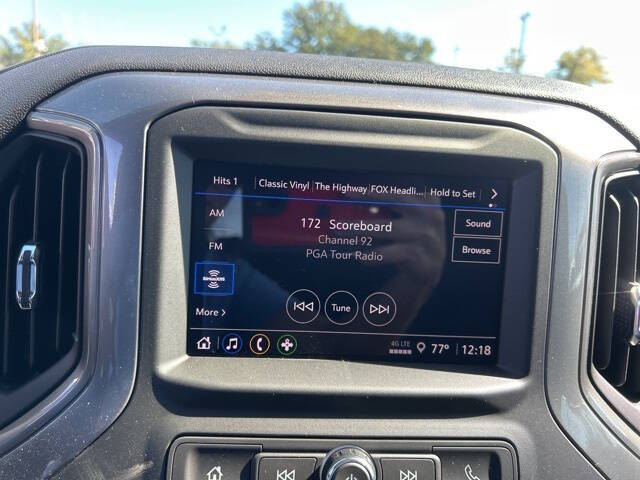 Hits 1 Classic Vinyl The Highway FOX Headli... Hold to Set
AM
172 Scoreboard
Sound
FM
Channel 92
PGA Tour Radio
Browse
SiriusXM
More
Tune
4G LTE
77° 12:18